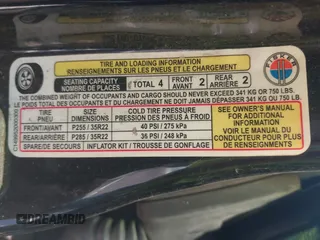 TIRE AND LOADING INFORMATION
RENSEIGNEMENTS SUR LES PNEUS ET LE CHARGEMENT
FISKER
SEATING CAPACITY
NOMBRE DE PLACES
TOTAL 4
FRONT
AVANT 2
REAR
ARRIÈRE 2
THE COMBINED WEIGHT OF OCCUPANTS AND CARGO SHOULD NEVER EXCEED 341 KG OR 750 LBS.
LE POIDS TOTAL DES OCCUPANTS ET DU CHARGEMENT NE DOIT JAMAIS DÉPASSER 341 KG OU 750 LB.
TIRE
PNEU
SIZE
DIMENSIONS
COLD TIRE PRESSURE
PRESSION DES PNEUS À FROID
FRONT/AVANT
P255 / 35R22
40 PSI / 275 kPa
REAR/ARRIÈRE
P285 / 35R22
36 PSI / 248 kPa
SPARE/DE SECOURS
INFLATOR KIT / TROUSSE DE GONFLAGE
SEE OWNER'S MANUAL
FOR ADDITIONAL
INFORMATION
VOIR LE MANUEL
DU CONDUCTEUR POUR
PLUS DE
RENSEIGNEMENTS
DREAMBID